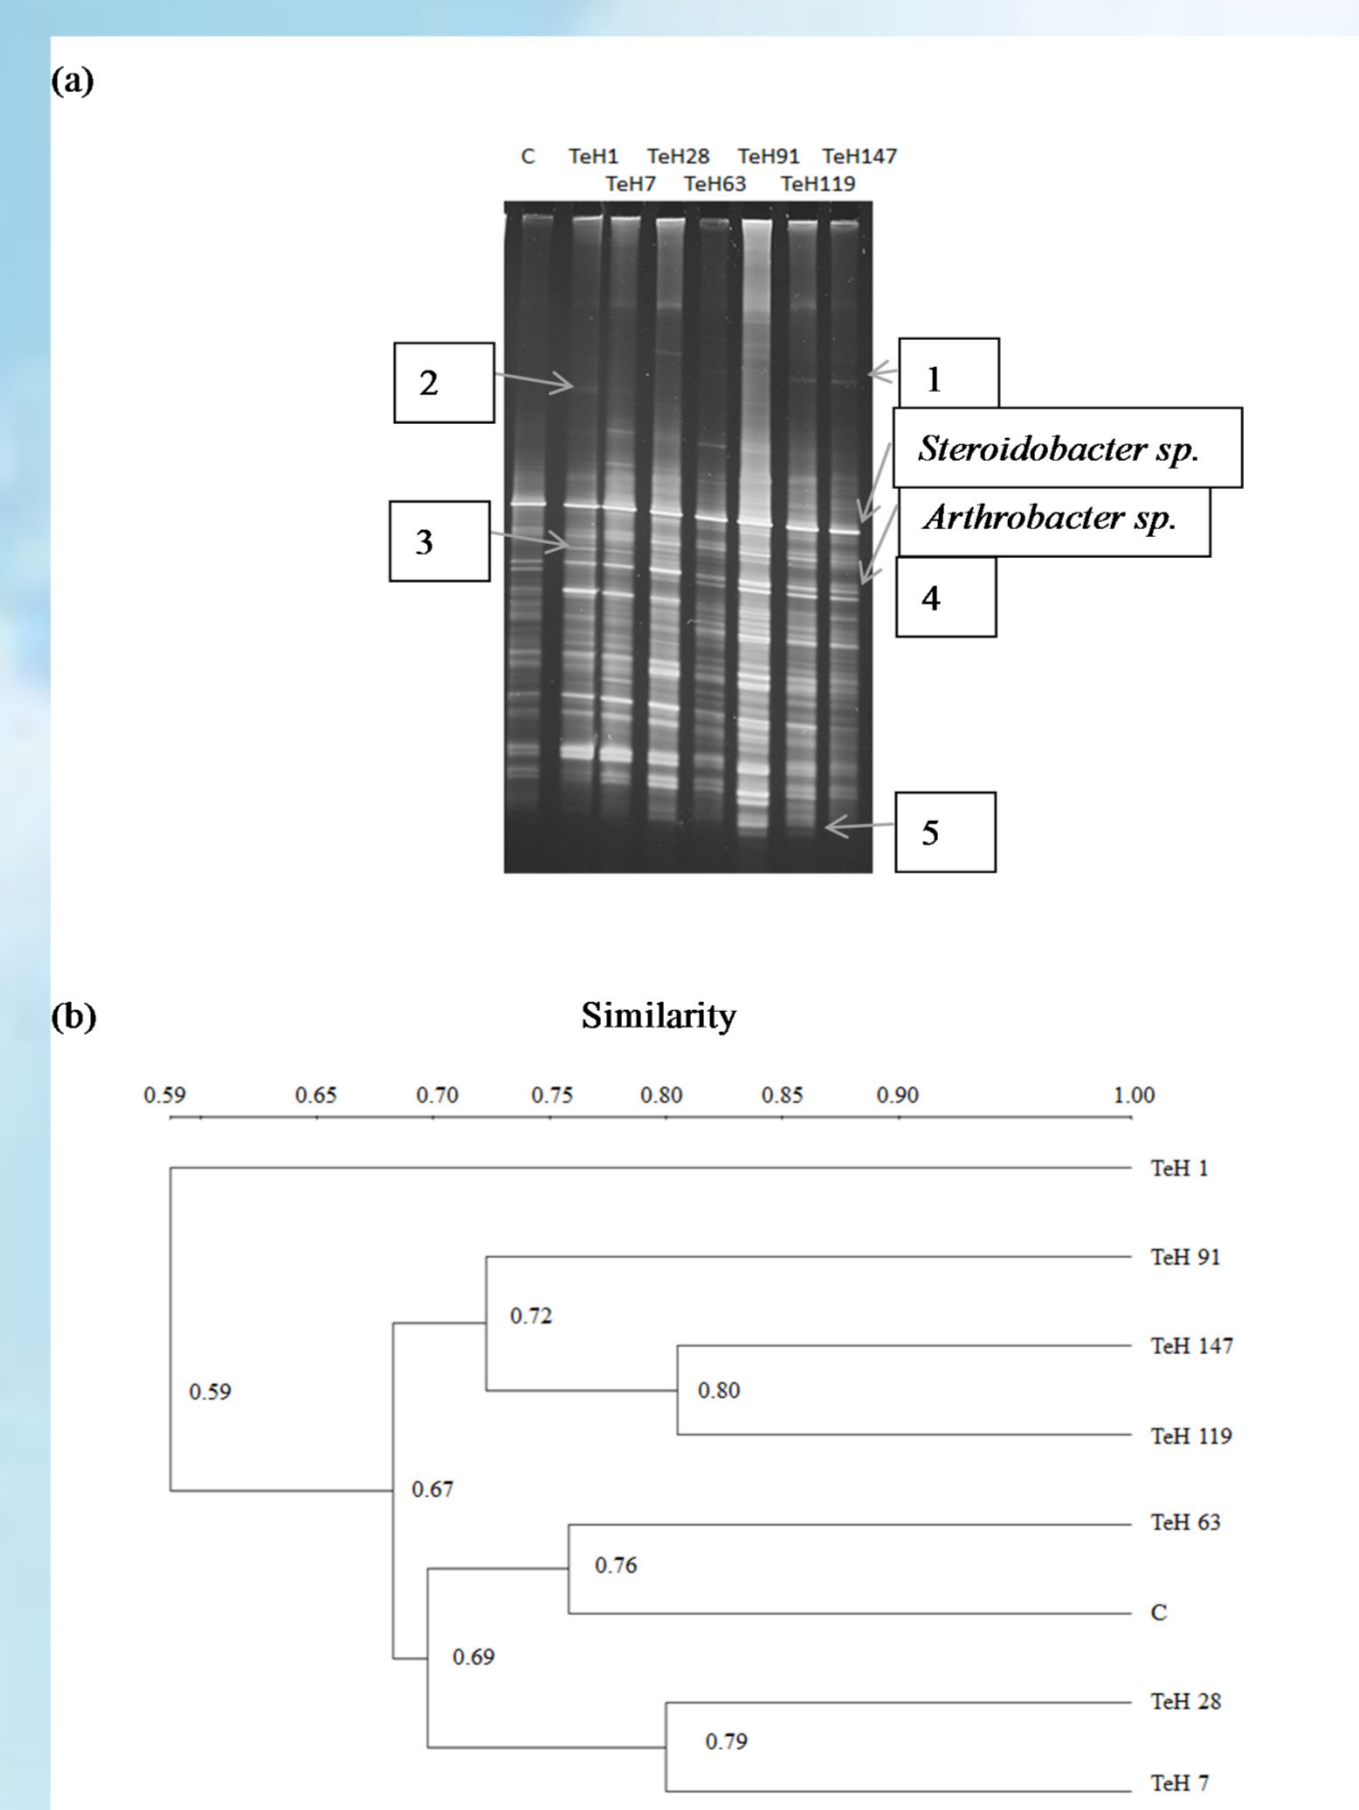 (a)
C TeH1 TeH28 TeH91 TeH147
TeH7 TeH63 TeH119
2
1
Steroidobacter sp.
3
Arthrobacter sp.
4
5
(b)
Similarity
0.59 0.65 0.70 0.75 0.80 0.85 0.90 1.00
TeH 1
TeH 91
0.72
TeH 147
0.59
0.80
TeH 119
0.67
TeH 63
0.76
C
0.69
TeH 28
0.79
TeH 7